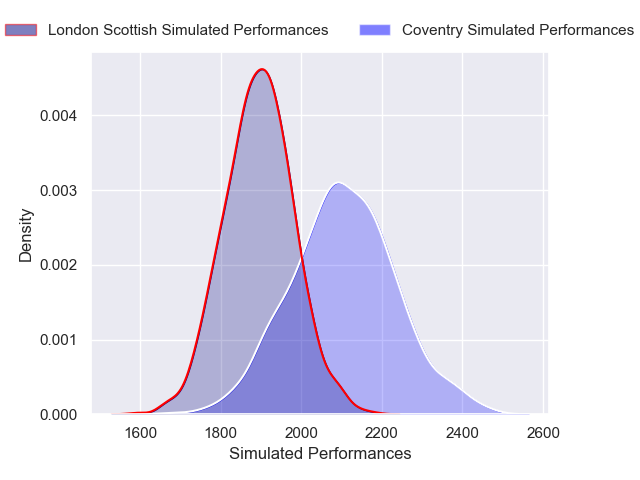 London Scottish Simulated Performances
Coventry Simulated Performances
0.004
0.003
0.002
0.001
0.000
Density
1600
1800
2000
2200
2400
2600
Simulated Performances